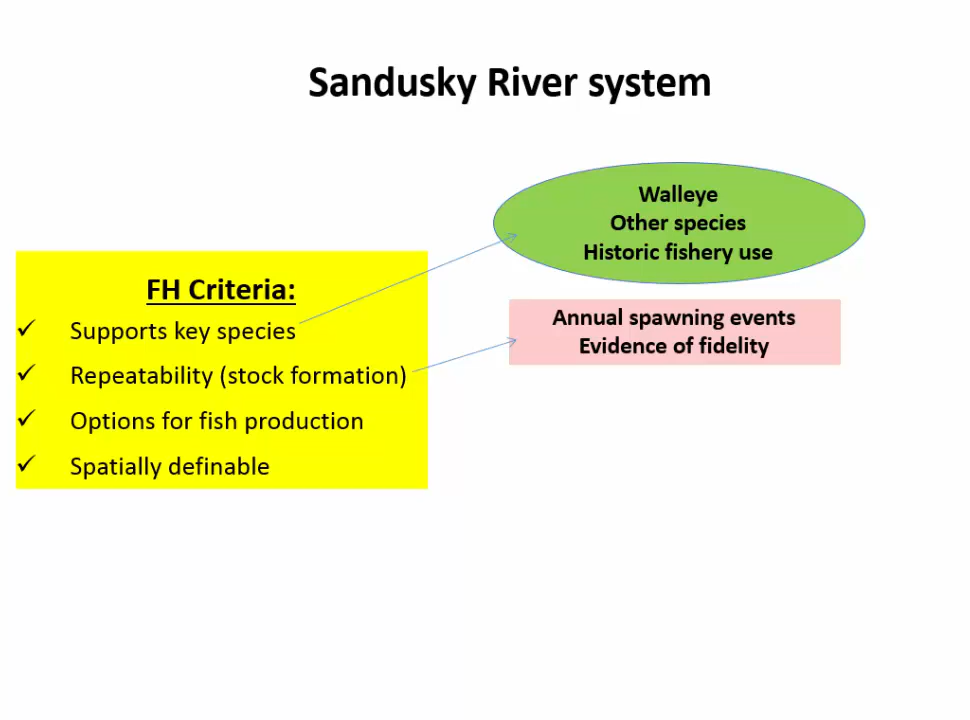 Sandusky River system
Walleye
Other species
Historic fishery use
FH Criteria:
✓ Supports key species
✓ Repeatability (stock formation)
✓ Options for fish production
✓ Spatially definable
Annual spawning events
Evidence of fidelity